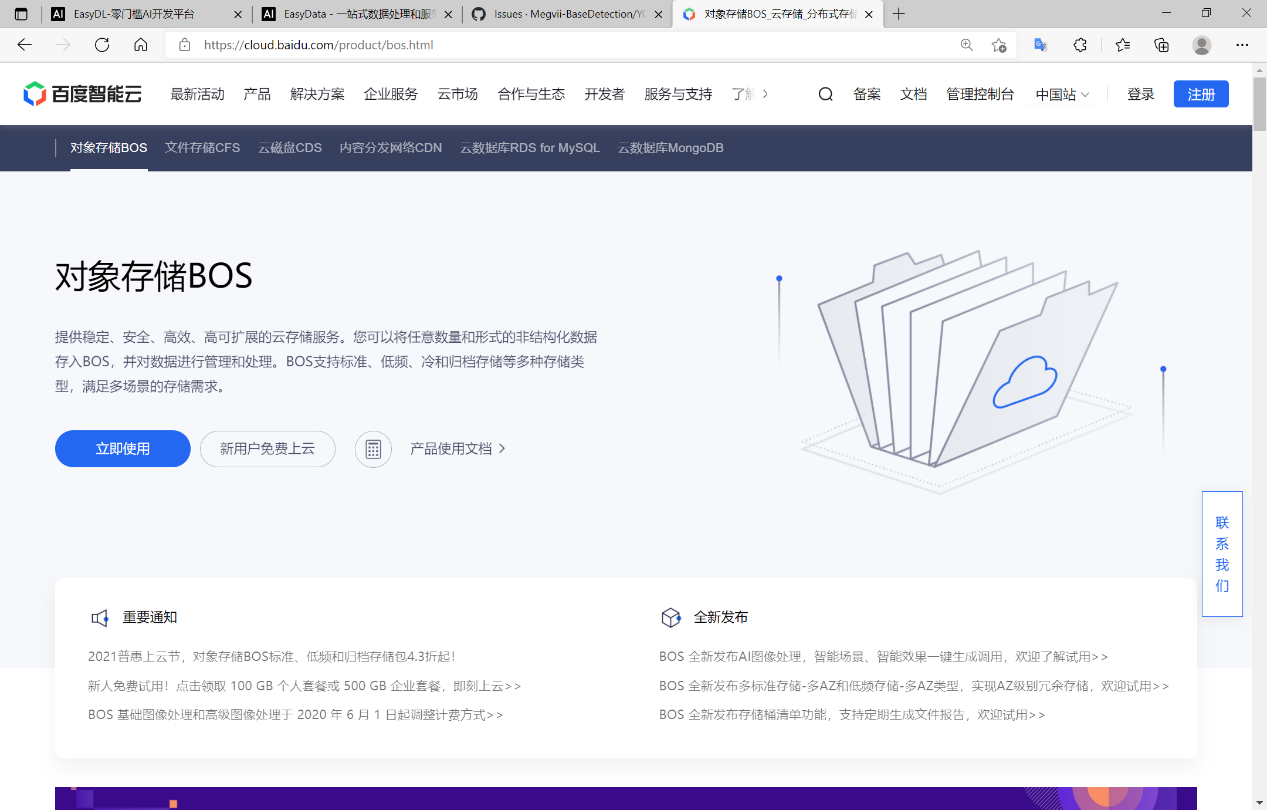 EasyDL-零门槛AI开发平台
EasyData - 一站式数据处理和服务
Issues · Megvii-BaseDetection/YO
对象存储BOS_云存储_分布式存储
https://cloud.baidu.com/product/bos.html
百度智能云
最新活动 产品 解决方案 企业服务 云市场 合作与生态 开发者 服务与支持 了解
备案 文档 管理控制台 中国站 登录 注册
对象存储BOS 文件存储CFS 云磁盘CDS 内容分发网络CDN 云数据库RDS for MySQL 云数据库MongoDB
对象存储BOS
提供稳定、安全、高效、高可扩展的云存储服务。您可以将任意数量和形式的非结构化数据
存入BOS，并对数据进行管理和处理。BOS支持标准、低频、冷和归档存储等多种存储类
型，满足多场景的存储需求。
立即使用 新用户免费上云 产品使用文档
联
系
我
们
重要通知
2021普惠上云节，对象存储BOS标准、低频和归档存储包4.3折起!
新人免费试用！点击领取 100 GB 个人套餐或 500 GB 企业套餐，即刻上云>>
BOS 基础图像处理和高级图像处理于 2020 年 6 月 1 日起调整计费方式>>
全新发布
BOS 全新发布AI图像处理，智能场景、智能效果一键生成调用，欢迎了解试用>>
BOS 全新发布多标准存储-多AZ和低频存储-多AZ类型，实现AZ级别冗余存储，欢迎试用>>
BOS 全新发布存储桶清单功能，支持定期生成文件报告，欢迎试用>>